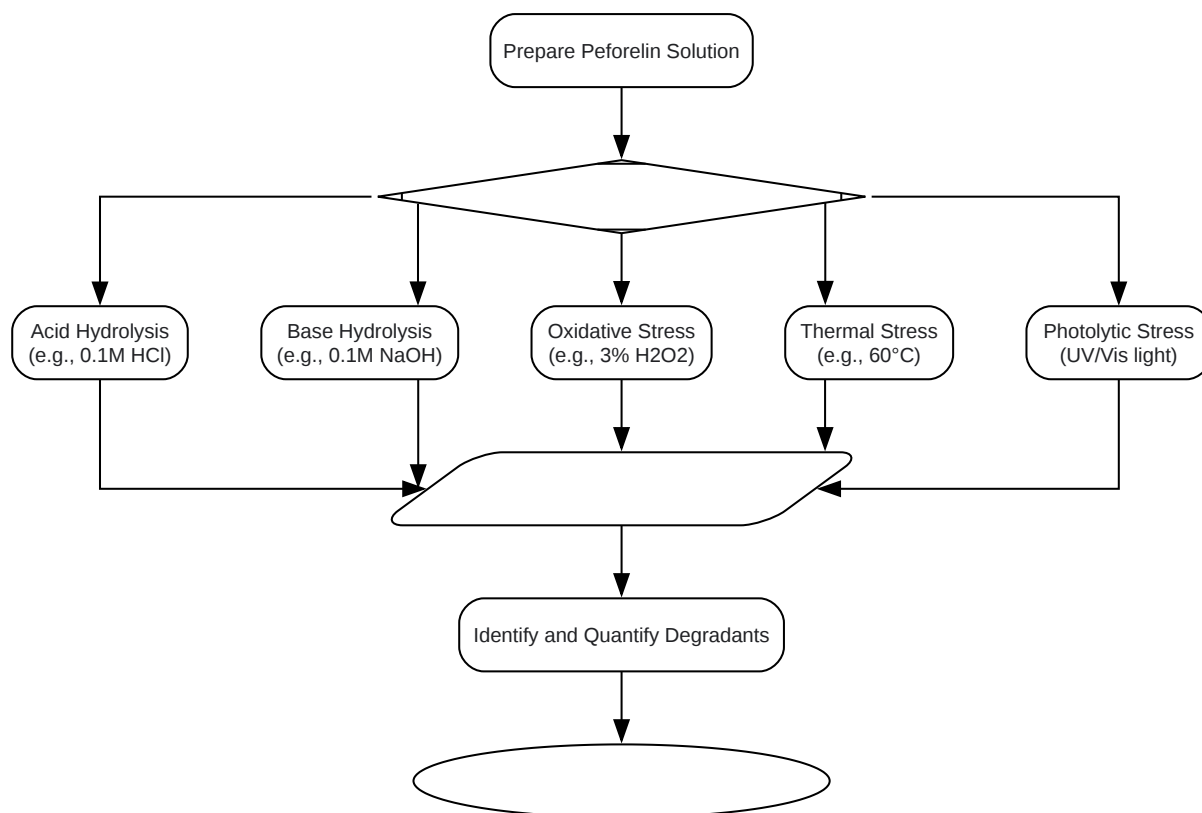 Prepare Peforelin Solution
Acid Hydrolysis
(e.g., 0.1M HCl)
Base Hydrolysis
(e.g., 0.1M NaOH)
Oxidative Stress
(e.g., 3% H2O2)
Thermal Stress
(e.g., 60°C)
Photolytic Stress
(UV/Vis light)
Identify and Quantify Degradants